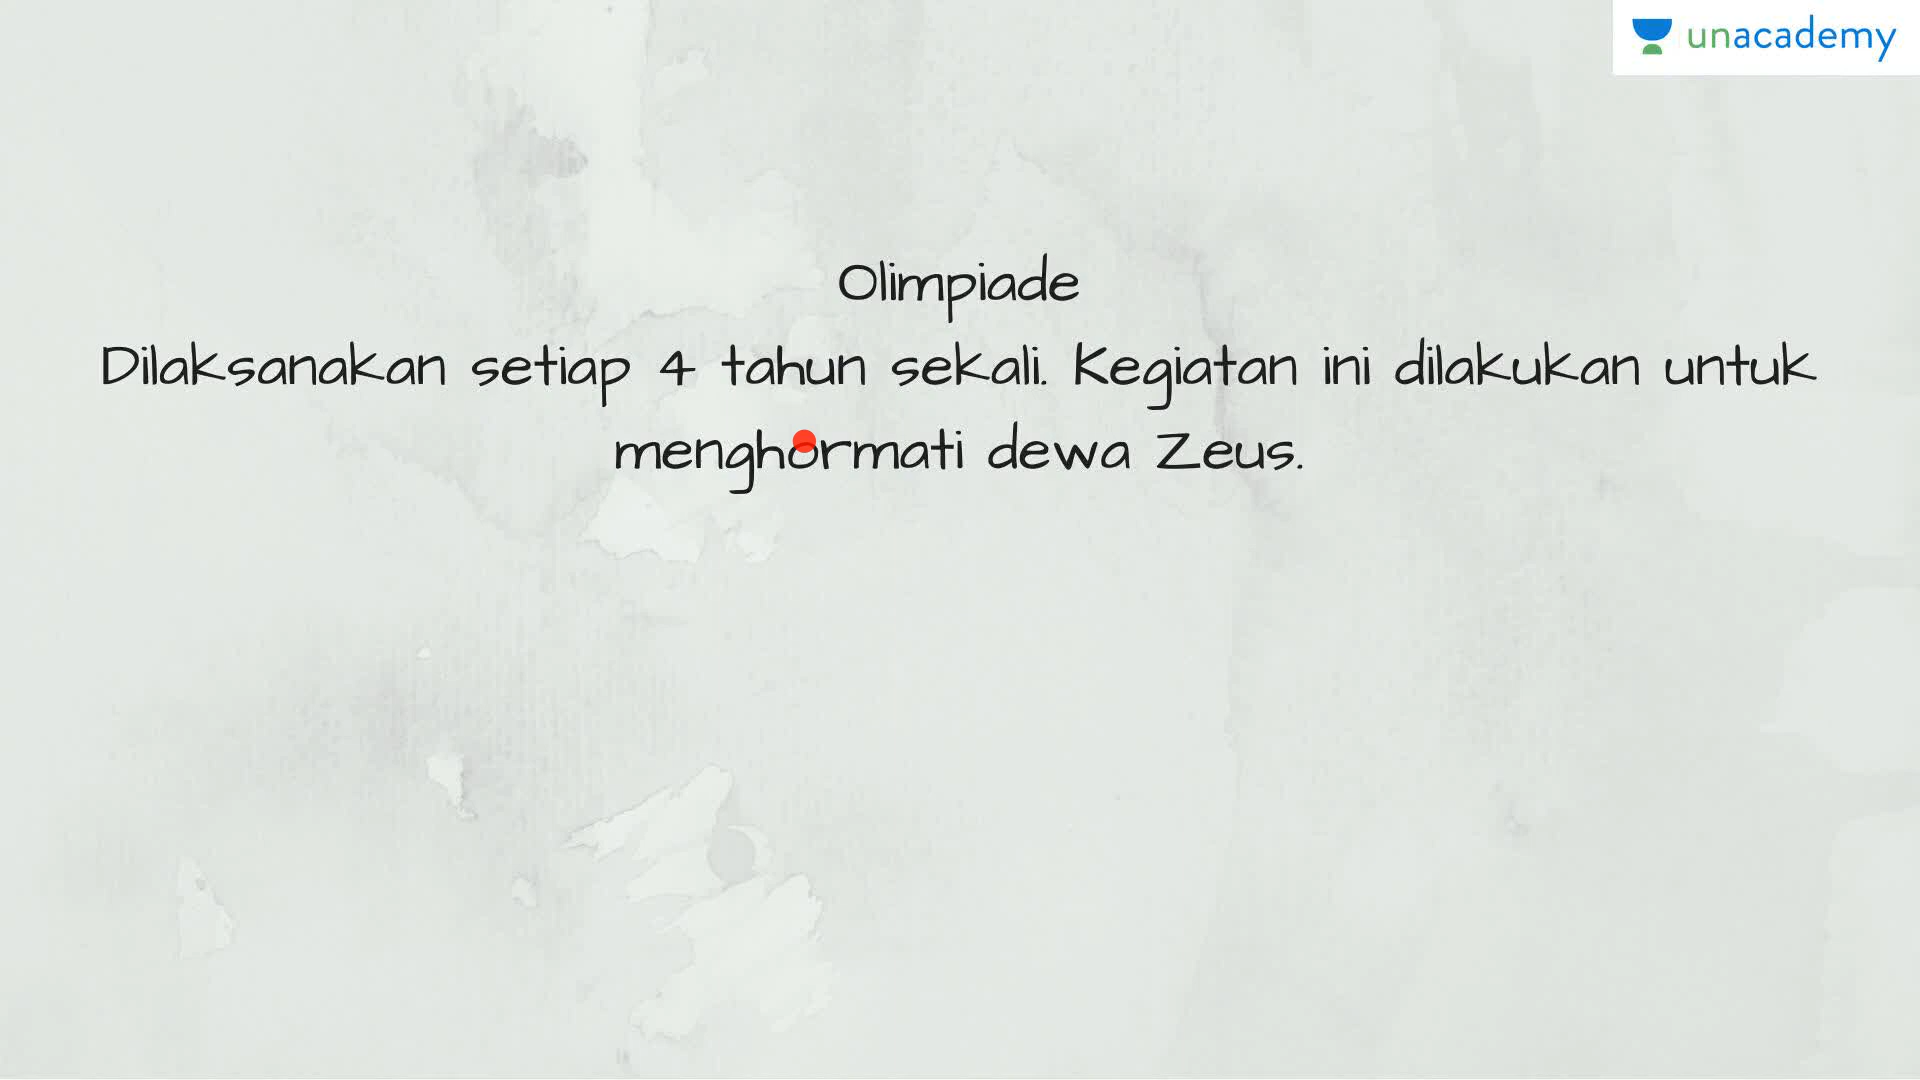 unacademy
Olimpiade
Dilaksanakan setiap 4 tahun sekali. Kegiatan ini dilakukan untuk
menghormati dewa Zeus.